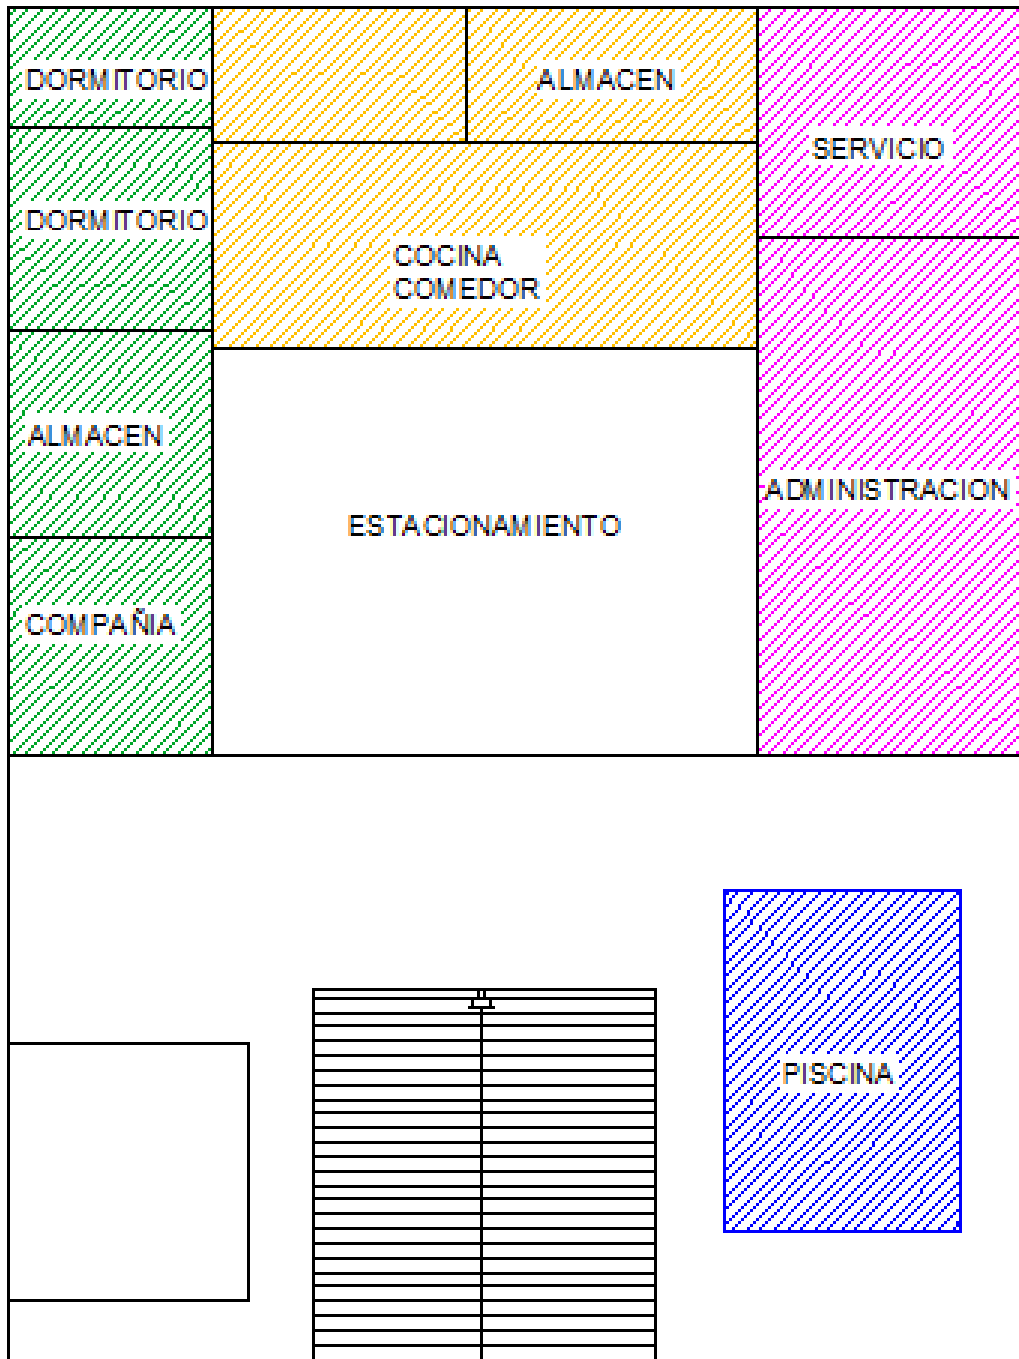 DORMITORIO
ALMACEN
SERVICIO
DORMITORIO
COCINA
COMEDOR
ALMACEN
ADMINISTRACION
ESTACIONAMIENTO
COMPAÑIA
PISCINA